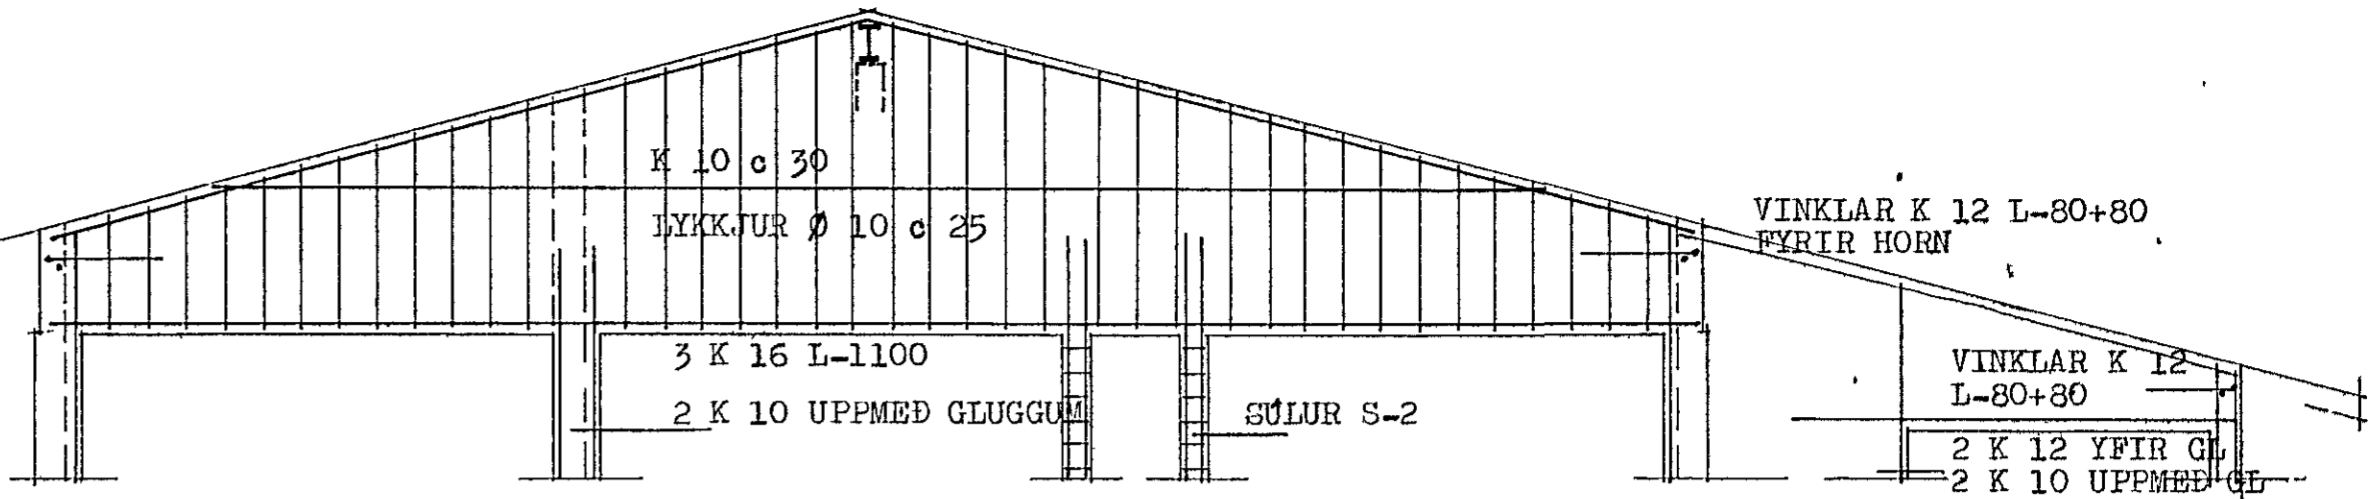 K 10 c 30
LYKKJUR Ø 10 c 25
VINKLAR K 12 L-80+80
FYRIR HORN
3 K 16 L-1100
2 K 10 UPPMEÐ GLUGGUM
SÚLUR S-2
VINKLAR K 12
L-80+80
2 K 12 YFIR GL
2 K 10 UPPMEÐ GL